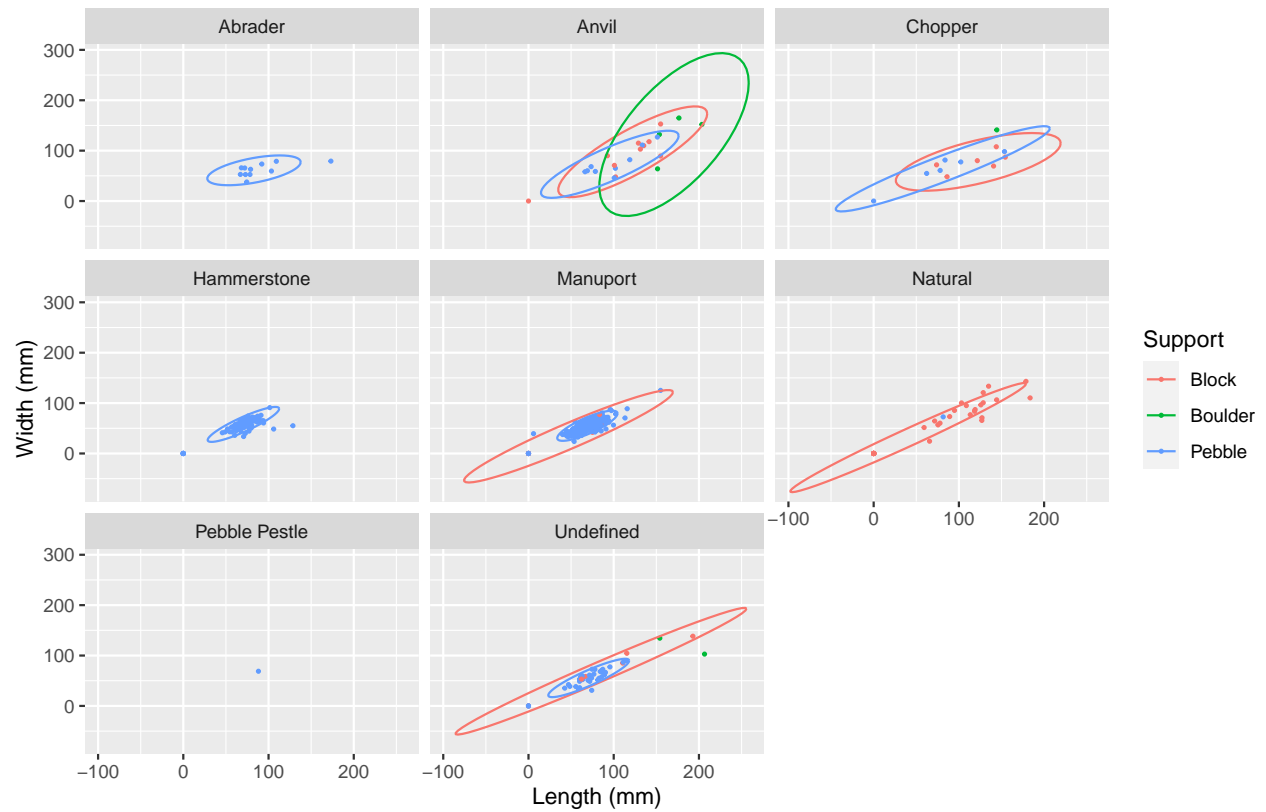 Abrader Anvil Chopper
300
200
100
0
Hammerstone Manuport Natural
300
200
100
0
−100 0 100 200
Pebble Pestle Undefined
300
200
100
0
−100 0 100 200 −100 0 100 200
Length (mm)
Width (mm)
Support
Block
Boulder
Pebble